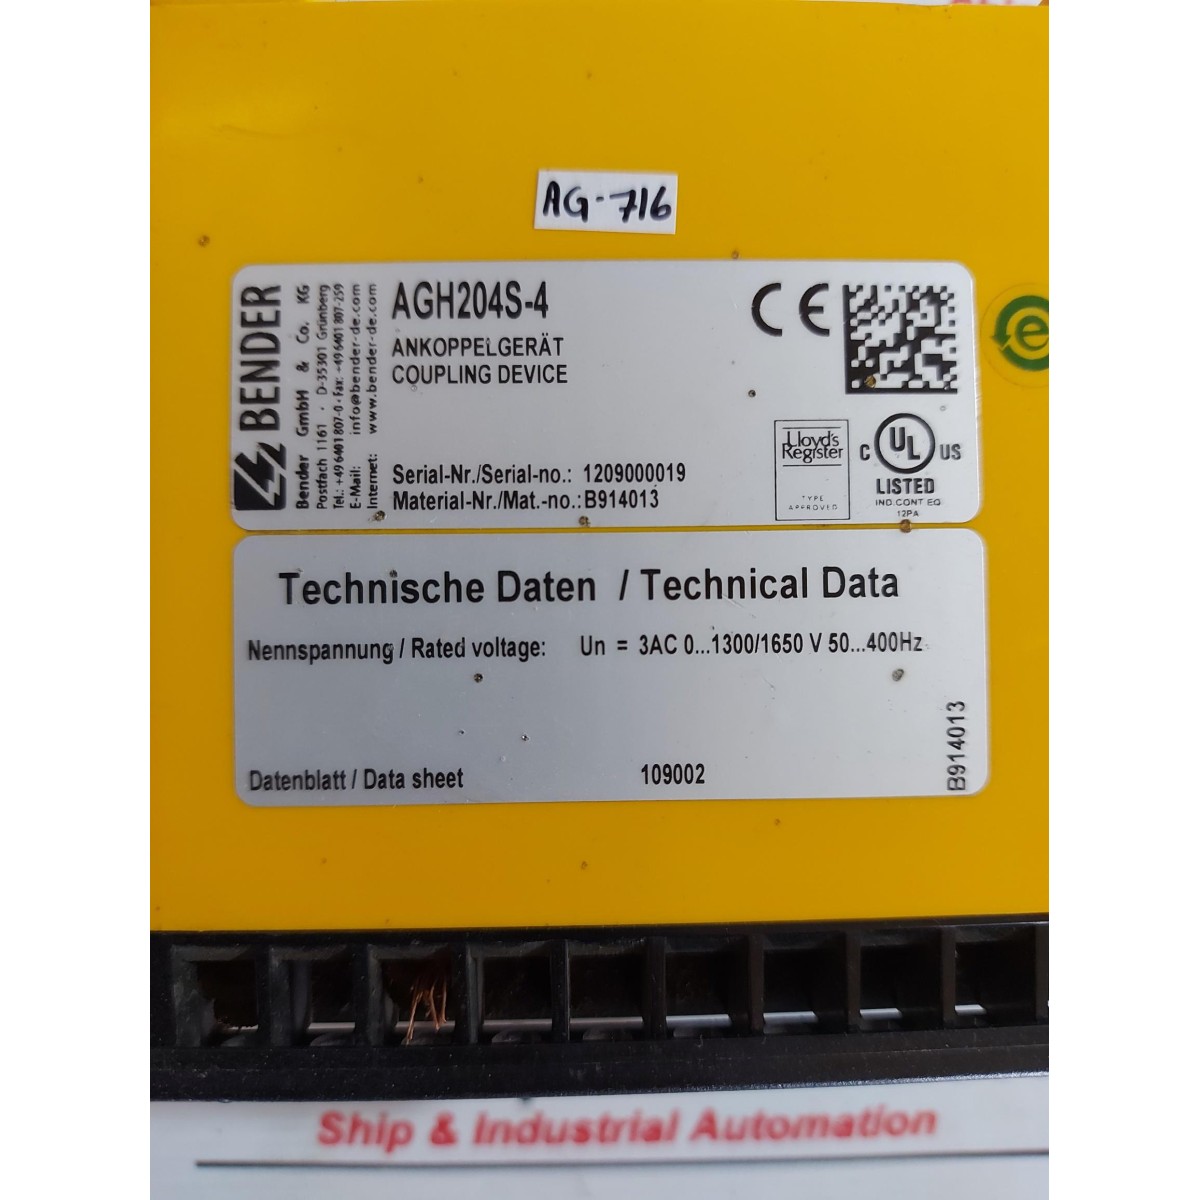 AG-716
BENDER
Bender GmbH & Co. KG
Postfach 1161 · D-35301 Grünberg
Tel.: +49 6401 807-0 · Fax: +49 6401 807-259
E-Mail: info@bender-de.com
Internet: www.bender-de.com
AGH204S-4
ANKOPPELGERÄT
COUPLING DEVICE
Serial-Nr./Serial-no.: 1209000019
Material-Nr./Mat.-no.: B914013
CE
Lloyd's
Register
TYPE
APPROVED
C UL US
LISTED
IND.CONT EQ
12PA
e
Technische Daten / Technical Data
Nennspannung / Rated voltage: Un = 3AC 0...1300/1650 V 50...400Hz
Datenblatt / Data sheet 109002
B914013
Ship & Industrial Automation